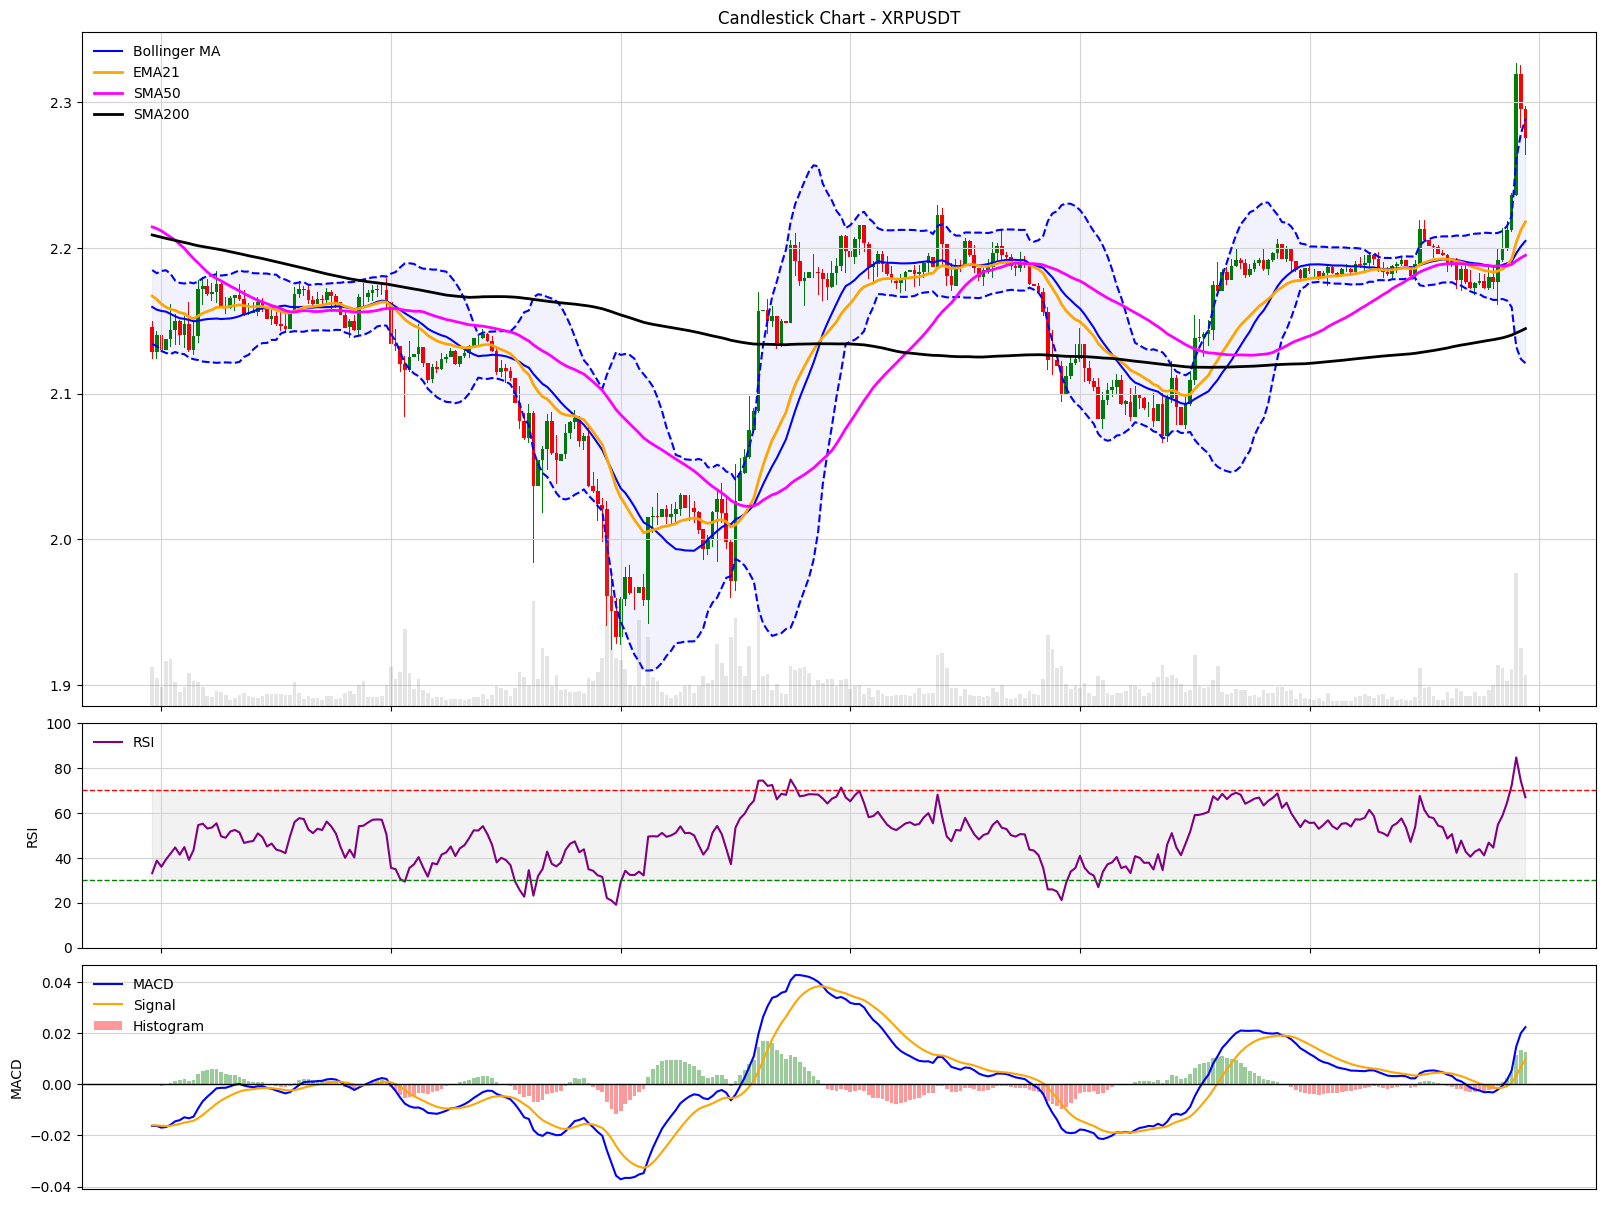 Candlestick Chart - XRPUSDT
Bollinger MA
EMA21
SMA50
SMA200
2.3
2.2
2.1
2.0
1.9
RSI
100
80
60
40
20
0
RSI
MACD
Signal
Histogram
0.04
0.02
0.00
−0.02
−0.04
MACD